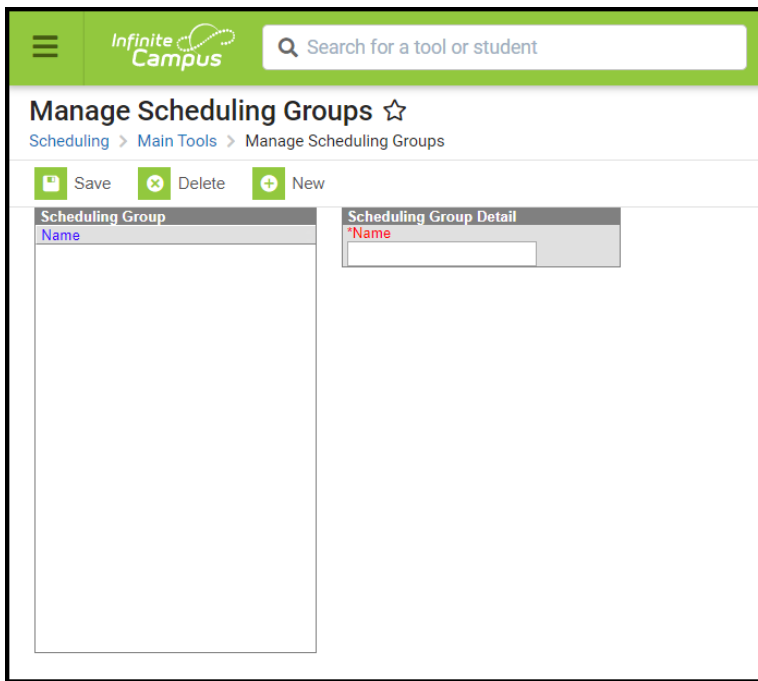 Infinite Campus
Search for a tool or student
Manage Scheduling Groups
Scheduling > Main Tools > Manage Scheduling Groups
Save Delete New
Scheduling Group
Name
Scheduling Group Detail
*Name